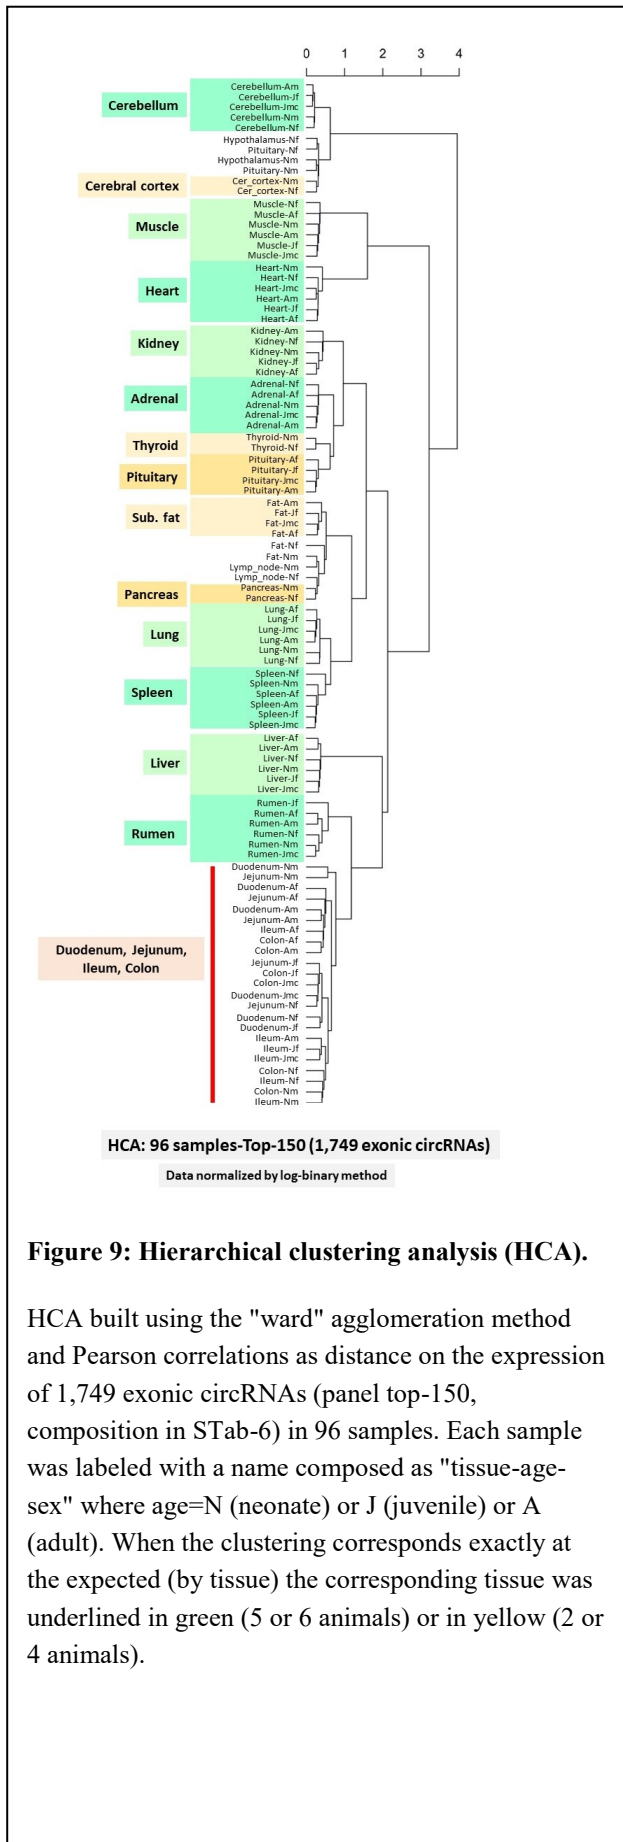 0 1 2 3 4
Cerebellum
Cerebellum-Am
Cerebellum-Jf
Cerebellum-Jmc
Cerebellum-Nm
Cerebellum-Nf
Hypothalamus-Nf
Pituitary-Nf
Hypothalamus-Nm
Pituitary-Nm
Cerebral cortex
Cer_cortex-Nm
Cer_cortex-Nf
Muscle
Muscle-Nf
Muscle-Af
Muscle-Nm
Muscle-Am
Muscle-Jf
Muscle-Jmc
Heart
Heart-Nm
Heart-Nf
Heart-Jmc
Heart-Am
Heart-Jf
Heart-Af
Kidney
Kidney-Am
Kidney-Nf
Kidney-Nm
Kidney-Jf
Kidney-Af
Adrenal
Adrenal-Nf
Adrenal-Af
Adrenal-Nm
Adrenal-Jmc
Adrenal-Am
Thyroid
Thyroid-Nm
Thyroid-Nf
Pituitary
Pituitary-Af
Pituitary-Jf
Pituitary-Jmc
Pituitary-Am
Sub. fat
Fat-Am
Fat-Jf
Fat-Jmc
Fat-Af
Fat-Nf
Fat-Nm
Lymp_node-Nm
Lymp_node-Nf
Pancreas
Pancreas-Nm
Pancreas-Nf
Lung
Lung-Af
Lung-Jf
Lung-Jmc
Lung-Am
Lung-Nm
Lung-Nf
Spleen
Spleen-Nf
Spleen-Nm
Spleen-Af
Spleen-Am
Spleen-Jf
Spleen-Jmc
Liver
Liver-Af
Liver-Am
Liver-Nf
Liver-Nm
Liver-Jf
Liver-Jmc
Rumen
Rumen-Jf
Rumen-Af
Rumen-Am
Rumen-Nf
Rumen-Nm
Rumen-Jmc
Duodenum, Jejunum,
Ileum, Colon
Duodenum-Nm
Jejunum-Nm
Duodenum-Af
Jejunum-Af
Duodenum-Am
Jejunum-Am
Ileum-Af
Colon-Af
Colon-Am
Jejunum-Jf
Colon-Jf
Colon-Jmc
Duodenum-Jmc
Jejunum-Nf
Duodenum-Nf
Duodenum-Jf
Ileum-Am
Ileum-Jf
Ileum-Jmc
Colon-Nf
Ileum-Nf
Colon-Nm
Ileum-Nm
HCA: 96 samples-Top-150 (1,749 exonic circRNAs)
Data normalized by log-binary method
Figure 9: Hierarchical clustering analysis (HCA).
HCA built using the "ward" agglomeration method
and Pearson correlations as distance on the expression
of 1,749 exonic circRNAs (panel top-150,
composition in STab-6) in 96 samples. Each sample
was labeled with a name composed as "tissue-age-
sex" where age=N (neonate) or J (juvenile) or A
(adult). When the clustering corresponds exactly at
the expected (by tissue) the corresponding tissue was
underlined in green (5 or 6 animals) or in yellow (2 or
4 animals).